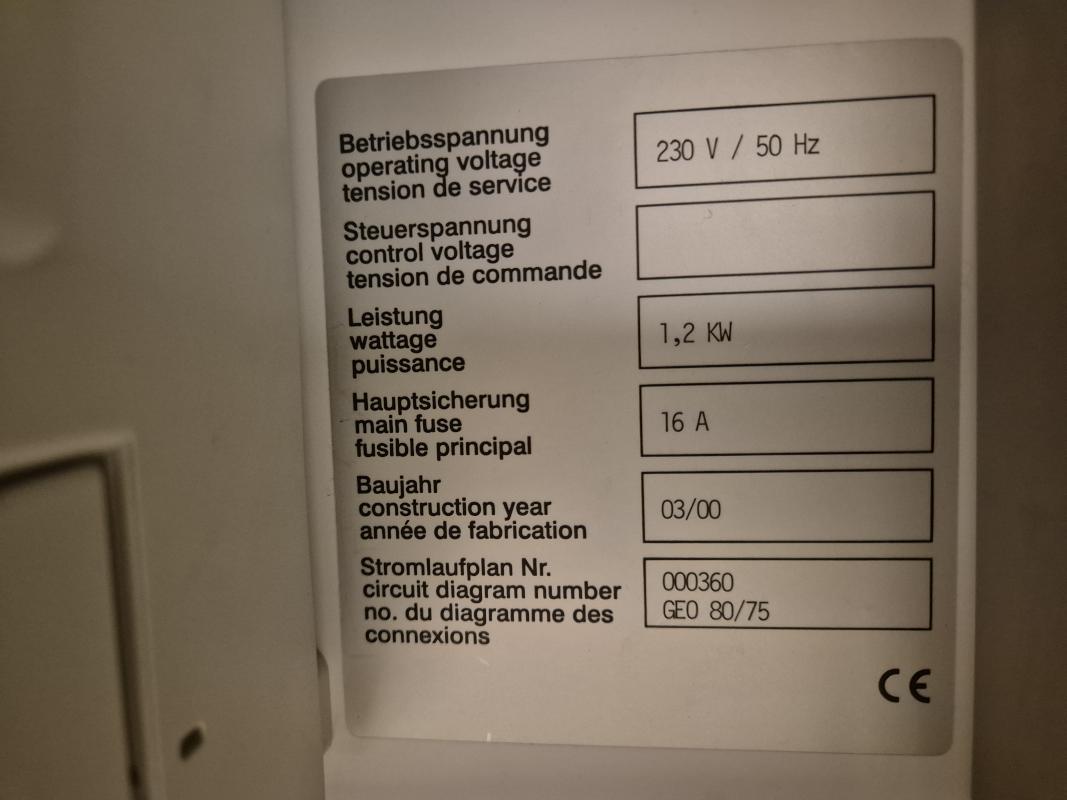 Betriebsspannung
operating voltage
tension de service
230 V / 50 Hz
Steuerspannung
control voltage
tension de commande
Leistung
wattage
puissance
1,2 KW
Hauptsicherung
main fuse
fusible principal
16 A
Baujahr
construction year
année de fabrication
03/00
Stromlaufplan Nr.
circuit diagram number
no. du diagramme des
connexions
000360
GEO 80/75
CE